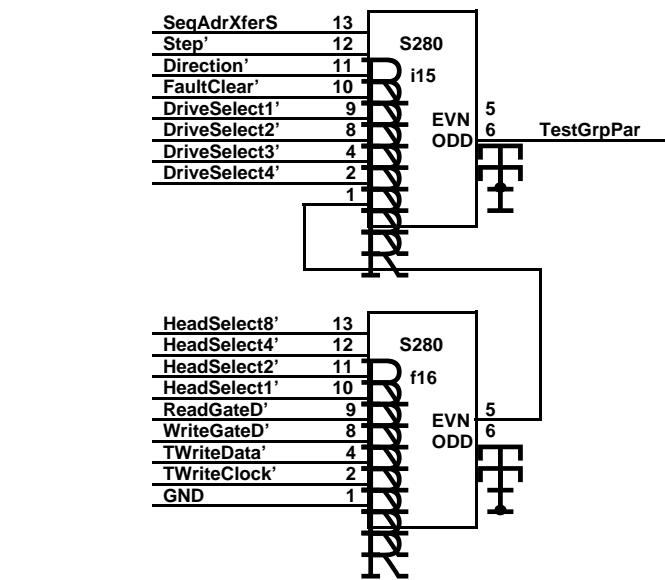 SeqAdrXferS 13
S280
Step’ 12
Direction’ 11
i15
FaultClear’ 10
DriveSelect1’ 9
5
EVN
DriveSelect2’ 8
6 TestGrpPar
ODD
DriveSelect3’ 4
DriveSelect4’ 2
1
HeadSelect8’ 13
S280
HeadSelect4’ 12
HeadSelect2’ 11
f16
HeadSelect1’ 10
ReadGateD’ 9
5
EVN
WriteGateD’ 8
6
ODD
TWriteData’ 4
TWriteClock’ 2
GND 1